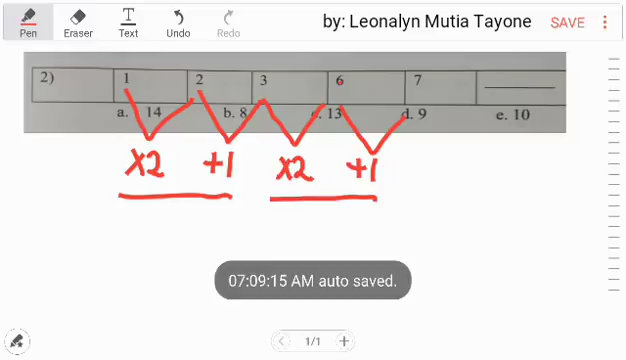 by: Leonalyn Mutia Tayone SAVE
Pen Eraser Text Undo Redo
2) 1 2 3 6 7
a. 14 b. 8 c. 13 d. 9 e. 10
x2 +1 x2 +1
07:09:15 AM auto saved.
1/1